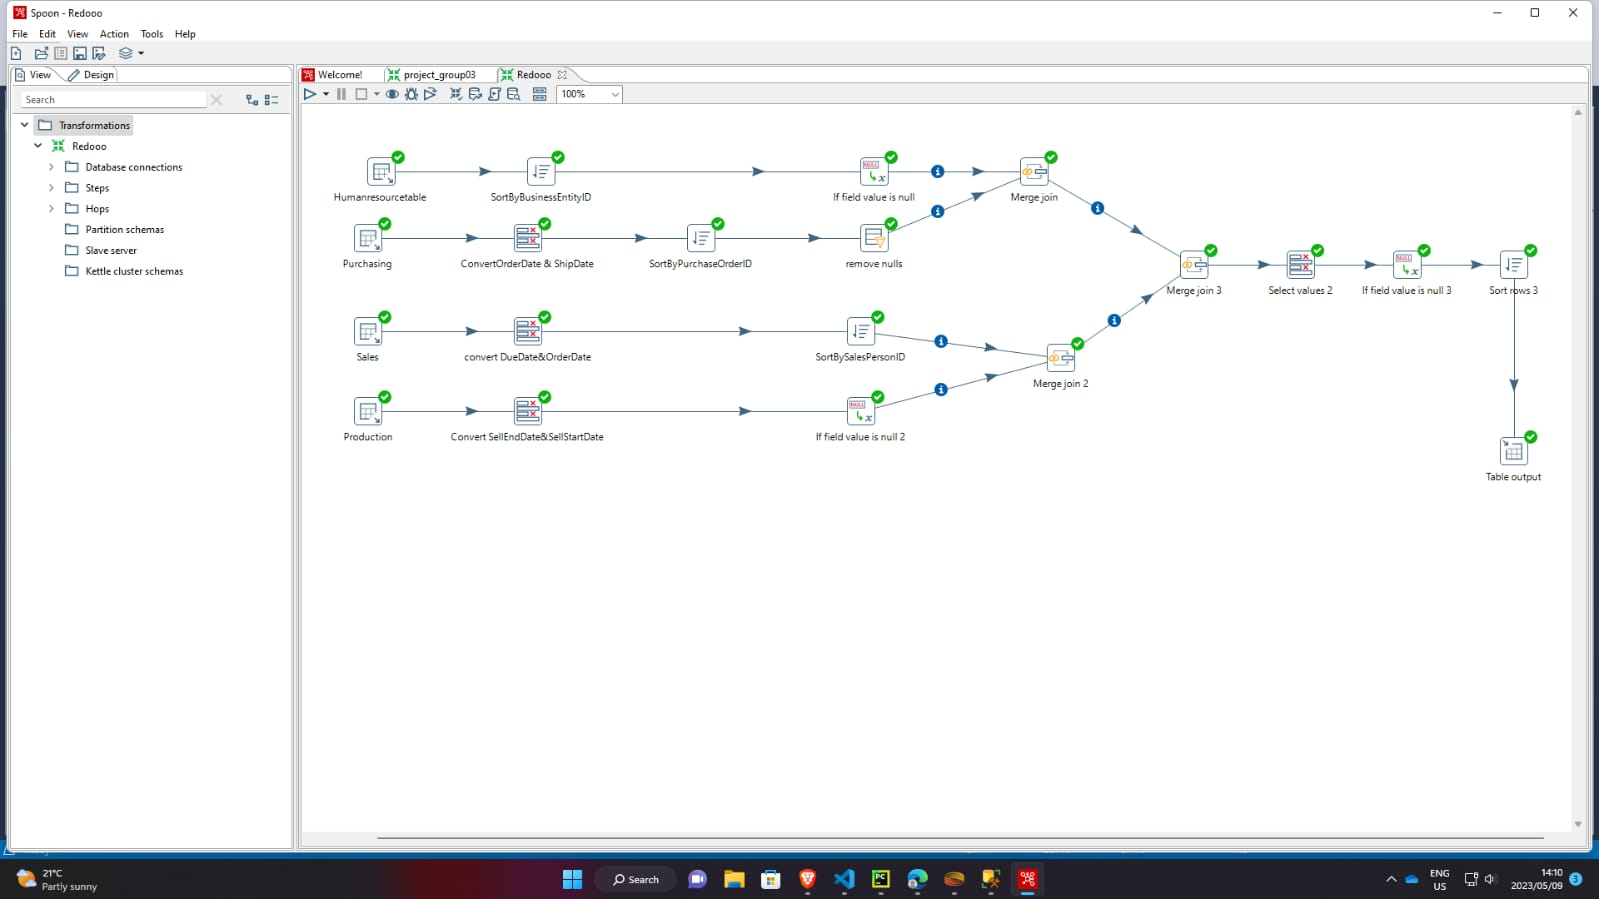 Spoon - Redooo
File Edit View Action Tools Help
View Design
Search
Transformations
Redooo
Database connections
Steps
Hops
Partition schemas
Slave server
Kettle cluster schemas
Welcome! project_group03 Redooo
100%
Humanresourcetable SortByBusinessEntityID If field value is null Merge join
Purchasing ConvertOrderDate & ShipDate SortByPurchaseOrderID remove nulls
Merge join 3 Select values 2 If field value is null 3 Sort rows 3
Sales convert DueDate&OrderDate SortBySalesPersonID
Merge join 2
Production Convert SellEndDate&SellStartDate If field value is null 2
Table output
21°C
Partly sunny
Search
ENG
US
14:10
2023/05/09
3